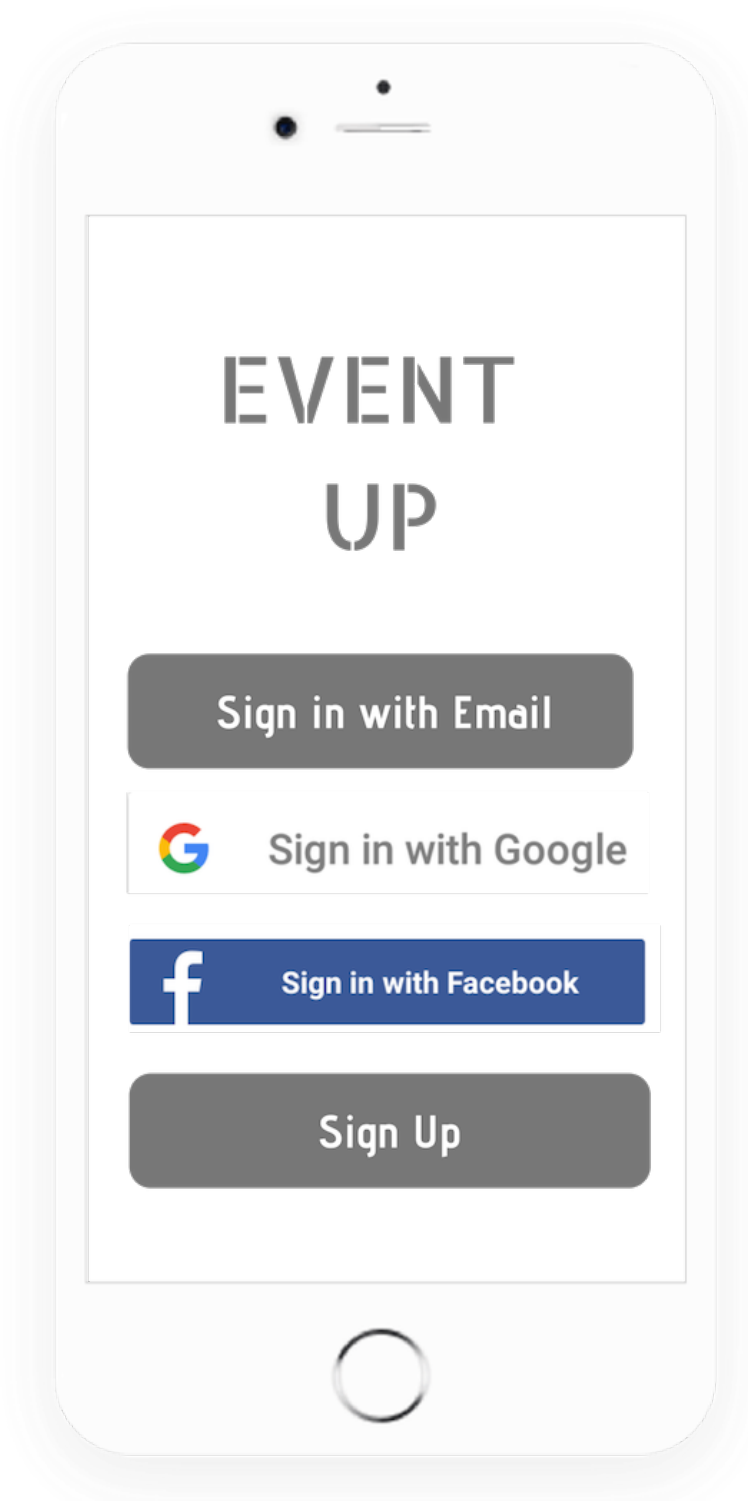 EVENT
UP
Sign in with Email
Sign in with Google
Sign in with Facebook
Sign Up